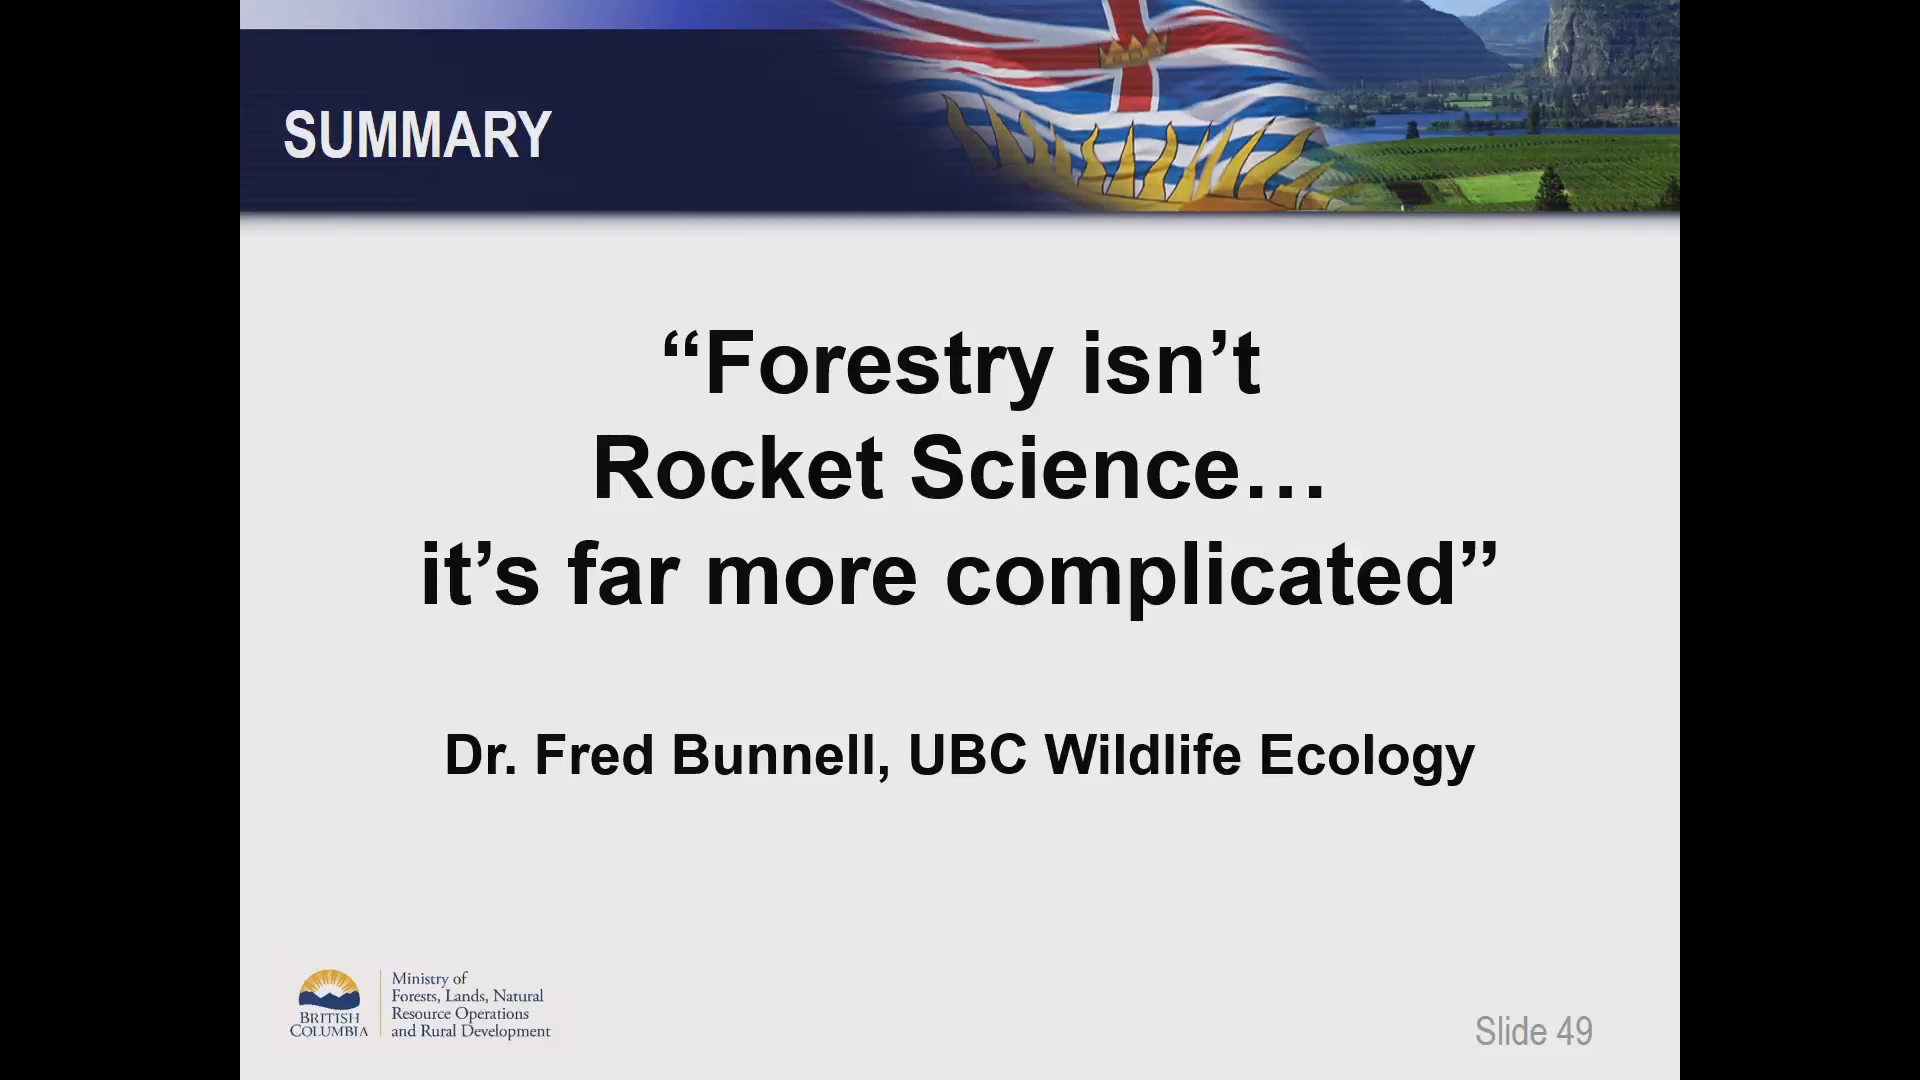 SUMMARY
“Forestry isn’t
Rocket Science…
it’s far more complicated”
Dr. Fred Bunnell, UBC Wildlife Ecology
BRITISH
COLUMBIA
Ministry of
Forests, Lands, Natural
Resource Operations
and Rural Development
Slide 49